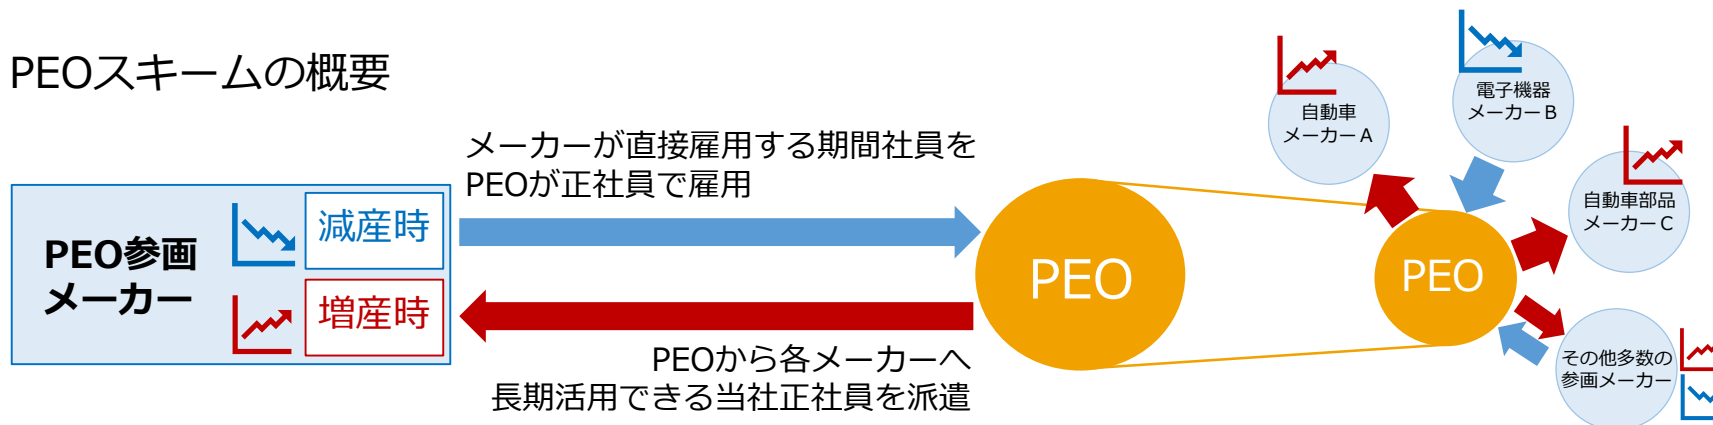 PEOスキームの概要
メーカーが直接雇用する期間社員を
PEOが正社員で雇用
PEO参画
メーカー
減産時
増産時
PEOから各メーカーへ
長期活用できる当社正社員を派遣
PEO
PEO
自動車
メーカーA
電子機器
メーカーB
自動車部品
メーカーC
その他多数の
参画メーカー